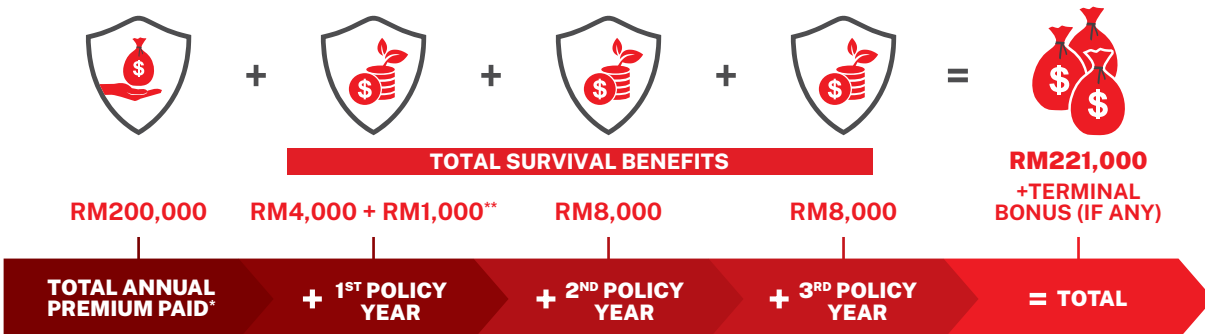 + + + =
TOTAL SURVIVAL BENEFITS
RM200,000
RM4,000 + RM1,000**
RM8,000
RM8,000
RM221,000
+TERMINAL
BONUS (IF ANY)
TOTAL ANNUAL
PREMIUM PAID*
+ 1ST POLICY
YEAR
+ 2ND POLICY
YEAR
+ 3RD POLICY
YEAR
= TOTAL